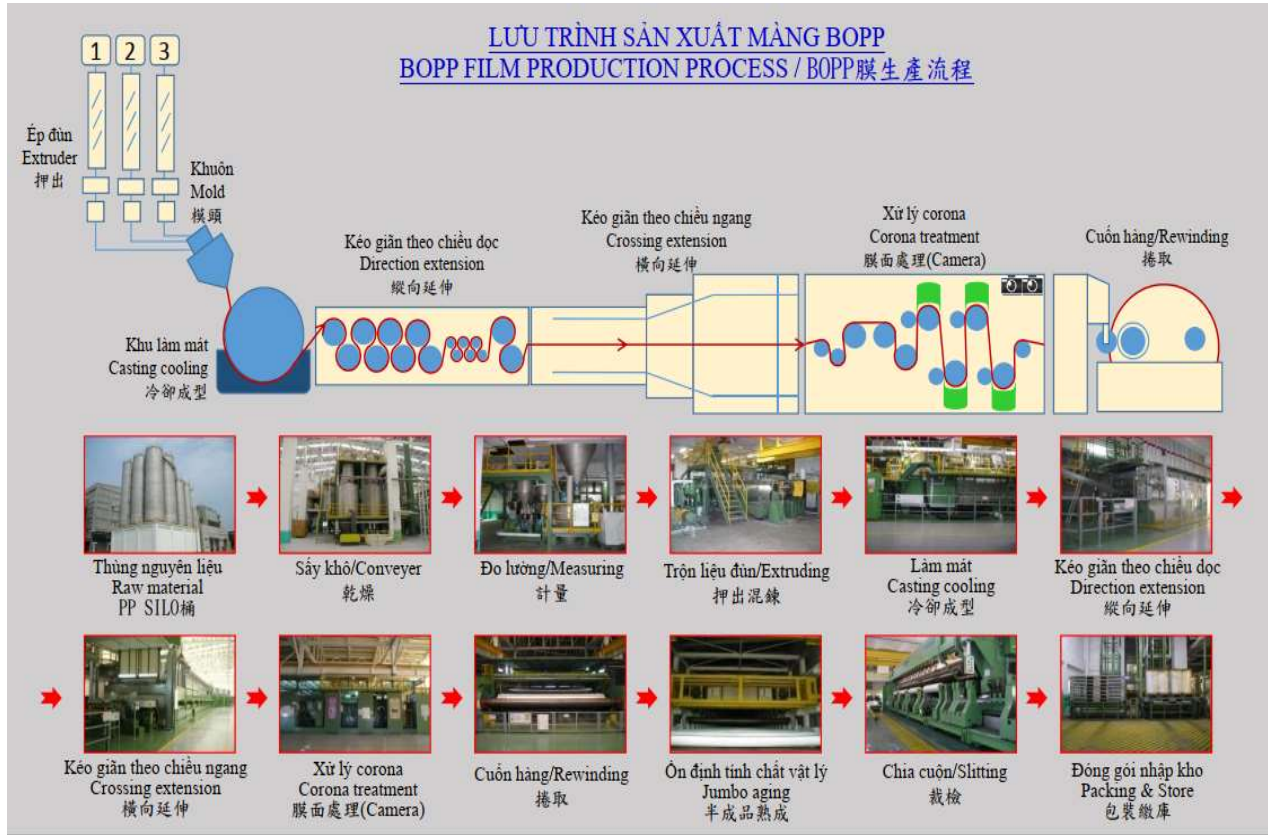 LƯU TRÌNH SẢN XUẤT MÀNG BOPP
BOPP FILM PRODUCTION PROCESS / BOPP膜生產流程
1 2 3
Ép đùn
Extruder
押出
Khuôn
Mold
模頭
Khu làm mát
Casting cooling
冷卻成型
Kéo giãn theo chiều dọc
Direction extension
縱向延伸
Kéo giãn theo chiều ngang
Crossing extension
橫向延伸
Xử lý corona
Corona treatment
膜面處理(Camera)
Cuốn hàng/Rewinding
捲取
Thùng nguyên liệu
Raw material
PP SILO桶
Sấy khô/Conveyer
乾燥
Đo lường/Measuring
計量
Trộn liệu đùn/Extruding
押出混鍊
Làm mát
Casting cooling
冷卻成型
Kéo giãn theo chiều dọc
Direction extension
縱向延伸
Kéo giãn theo chiều ngang
Crossing extension
橫向延伸
Xử lý corona
Corona treatment
膜面處理(Camera)
Cuốn hàng/Rewinding
捲取
Ổn định tính chất vật lý
Jumbo aging
半成品熟成
Chia cuộn/Slitting
裁檢
Đóng gói nhập kho
Packing & Store
包裝繳庫